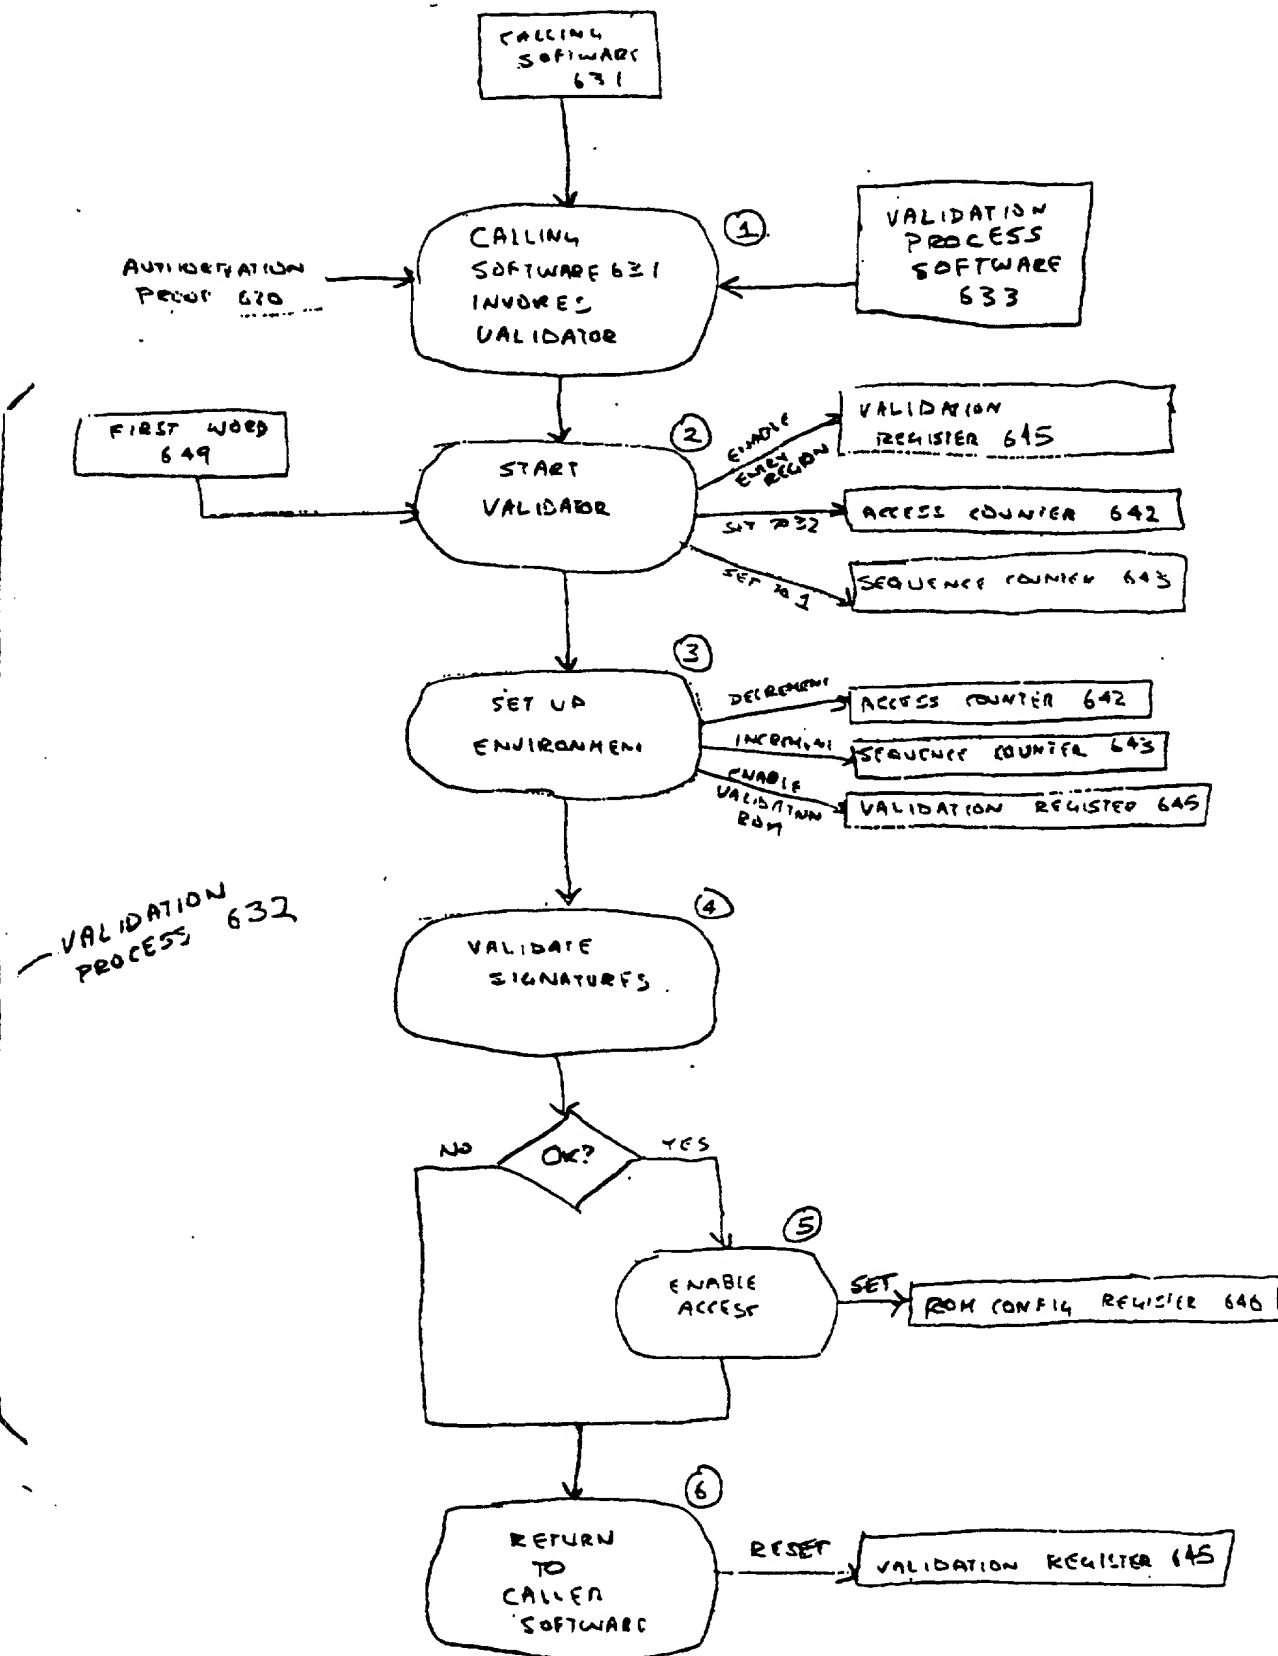 CALLING
SOFTWARE
631
1
CALLING
SOFTWARE 631
INVOKES
VALIDATOR
AUTHORIZATION
PROOF 630
VALIDATION
PROCESS
SOFTWARE
633
FIRST WORD
649
2
START
VALIDATOR
ENABLE
ENTRY
REGION
VALIDATION
REGISTER 645
SET TO 32
ACCESS COUNTER 642
SET TO 1
SEQUENCE COUNTER 643
3
SET UP
ENVIRONMENT
DECREMENT
ACCESS COUNTER 642
INCREMENT
SEQUENCE COUNTER 643
ENABLE
VALIDATION
ROM
VALIDATION REGISTER 645
VALIDATION
PROCESS 632
4
VALIDATE
SIGNATURES
NO
OK?
YES
5
ENABLE
ACCESS
SET
ROM CONFIG REGISTER 646
6
RETURN
TO
CALLER
SOFTWARE
RESET
VALIDATION REGISTER 645